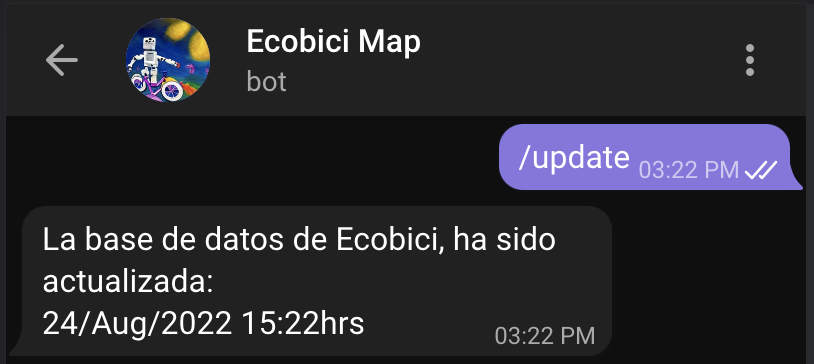 Ecobici Map
bot
/update 03:22 PM
La base de datos de Ecobici, ha sido
actualizada:
24/Aug/2022 15:22hrs
03:22 PM